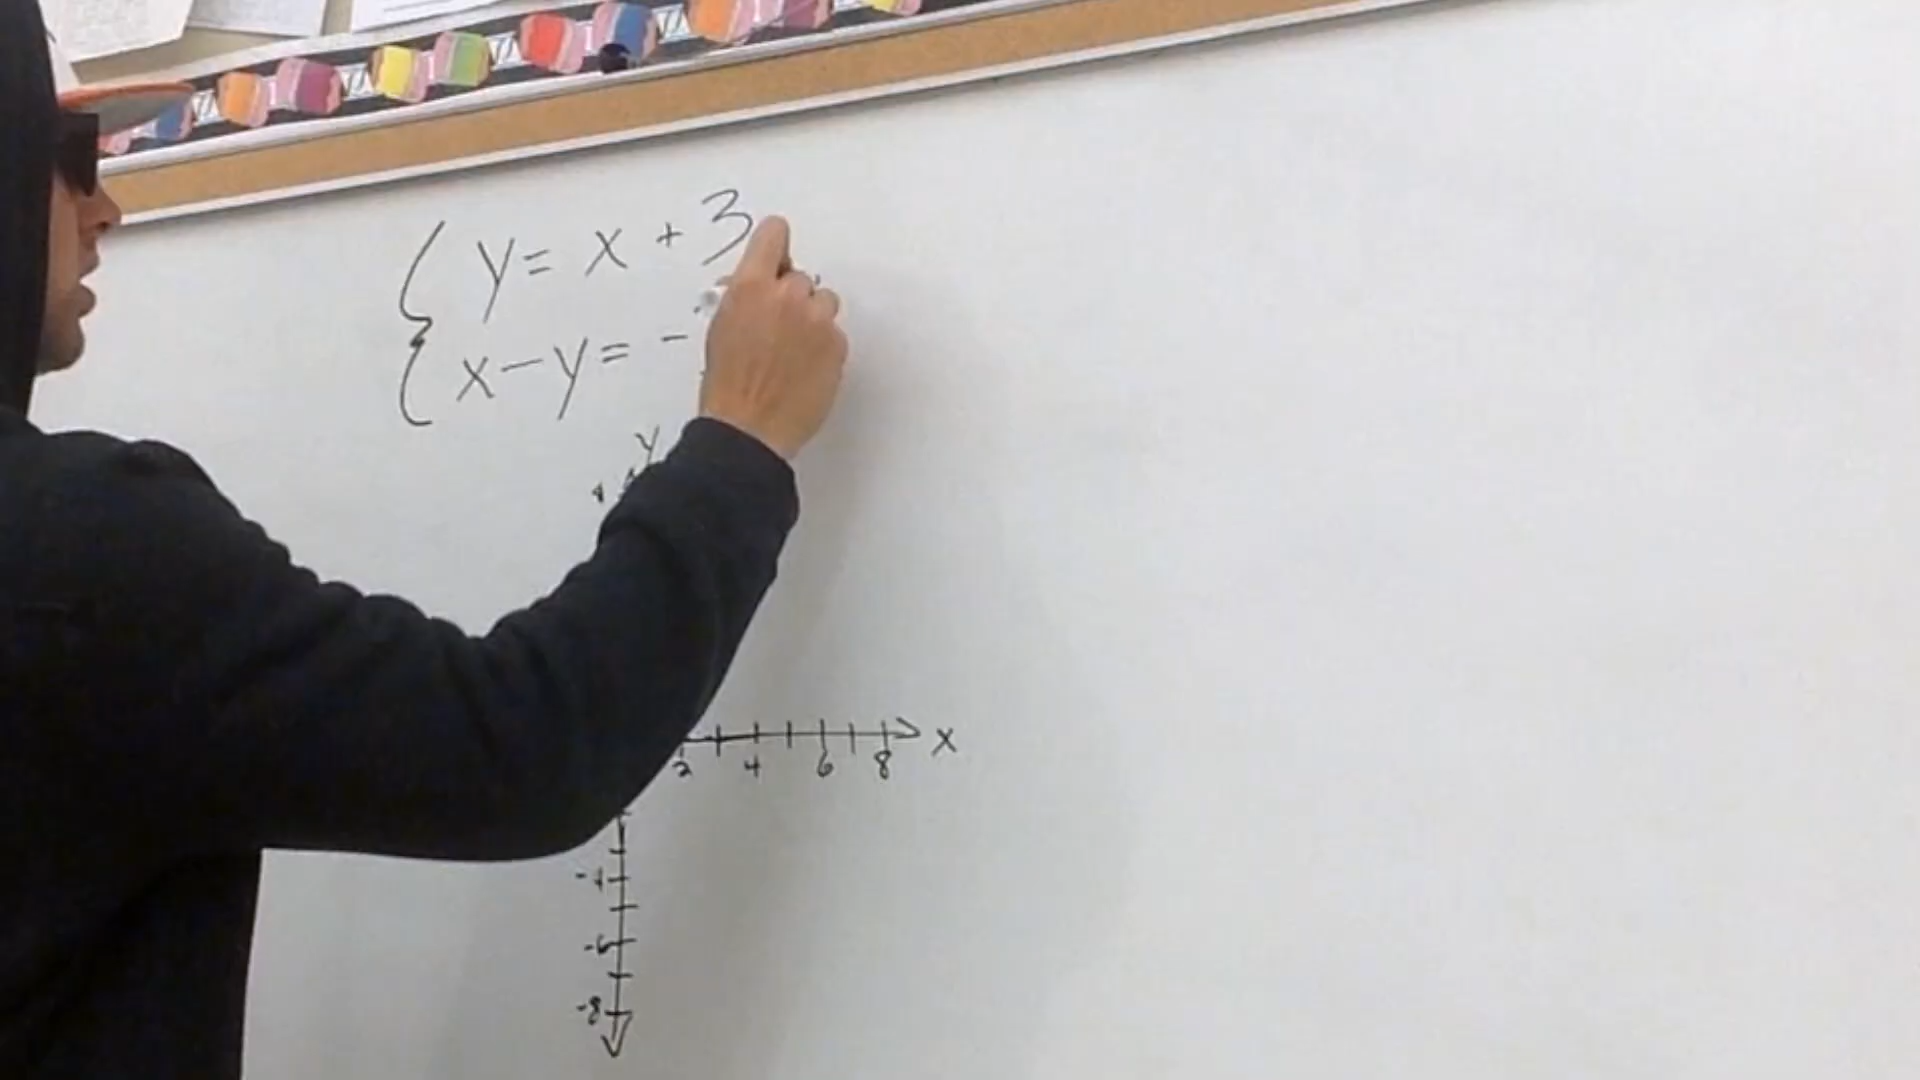 y = x + 3
x - y = -
y
x
2 4 6 8
-4
-6
-8